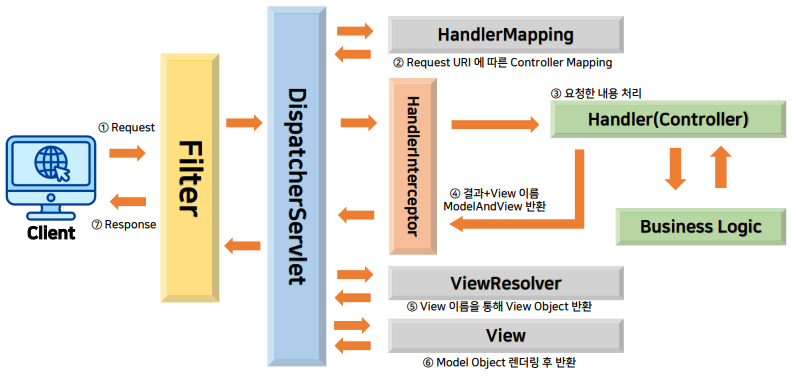 HandlerMapping
② Request URI 에 따른 Controller Mapping
③ 요청한 내용 처리
Handler(Controller)
① Request
Client
⑦ Response
Filter
DispatcherServlet
HandlerInterceptor
④ 결과+View 이름
ModelAndView 반환
Business Logic
ViewResolver
⑤ View 이름을 통해 View Object 반환
View
⑥ Model Object 렌더링 후 반환